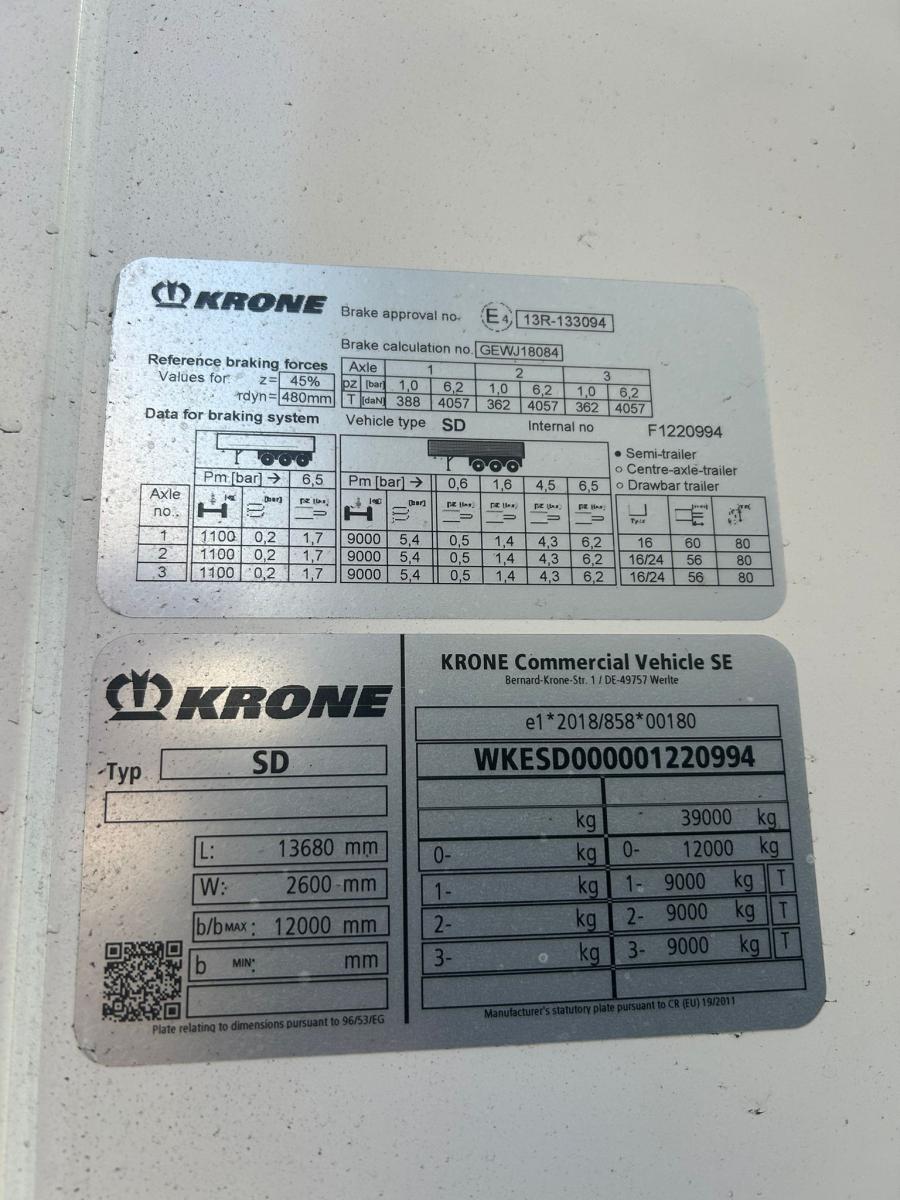 KRONE
Brake approval no. E4 13R-133094
Brake calculation no. GEWJ18084
Reference braking forces
Values for z= 45%
rdyn= 480mm
Axle 1 2 3
pz [bar] 1,0 6,2 1,0 6,2 1,0 6,2
T [daN] 388 4057 362 4057 362 4057
Data for braking system
Vehicle type SD Internal no F1220994
• Semi-trailer
○ Centre-axle-trailer
○ Drawbar trailer
Pm [bar] → 6,5
Pm [bar] → 0,6 1,6 4,5 6,5
Axle no.
1 1100 0,2 1,7 9000 5,4 0,5 1,4 4,3 6,2 16 60 80
2 1100 0,2 1,7 9000 5,4 0,5 1,4 4,3 6,2 16/24 56 80
3 1100 0,2 1,7 9000 5,4 0,5 1,4 4,3 6,2 16/24 56 80
KRONE
Typ SD
L: 13680 mm
W: 2600 mm
b/b MAX: 12000 mm
b MIN: mm
Plate relating to dimensions pursuant to 96/53/EG
KRONE Commercial Vehicle SE
Bernard-Krone-Str. 1 / DE-49757 Werlte
e1*2018/858*00180
WKESD000001220994
kg 39000 kg
0- kg 0- 12000 kg
1- kg 1- 9000 kg T
2- kg 2- 9000 kg T
3- kg 3- 9000 kg T
Manufacturer's statutory plate pursuant to CR (EU) 19/2011